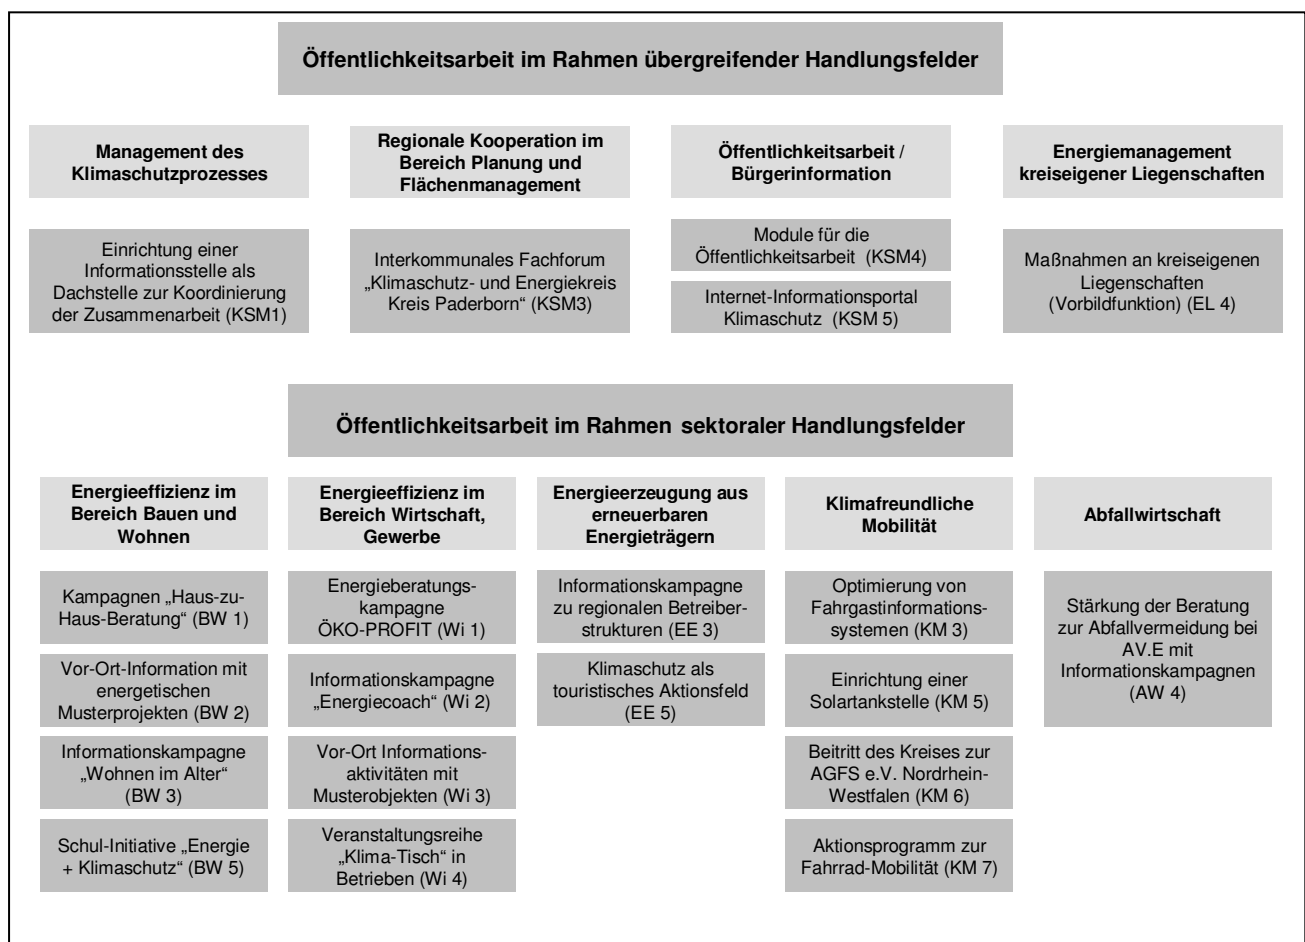 Öffentlichkeitsarbeit im Rahmen übergreifender Handlungsfelder
Management des
Klimaschutzprozesses
Regionale Kooperation im
Bereich Planung und
Flächenmanagement
Öffentlichkeitsarbeit /
Bürgerinformation
Energiemanagement
kreiseigener Liegenschaften
Einrichtung einer
Informationsstelle als
Dachstelle zur Koordinierung
der Zusammenarbeit (KSM1)
Interkommunales Fachforum
„Klimaschutz- und Energiekreis
Kreis Paderborn“ (KSM3)
Module für die
Öffentlichkeitsarbeit (KSM4)
Internet-Informationsportal
Klimaschutz (KSM 5)
Maßnahmen an kreiseigenen
Liegenschaften
(Vorbildfunktion) (EL 4)
Öffentlichkeitsarbeit im Rahmen sektoraler Handlungsfelder
Energieeffizienz im
Bereich Bauen und
Wohnen
Energieeffizienz im
Bereich Wirtschaft,
Gewerbe
Energieerzeugung aus
erneuerbaren
Energieträgern
Klimafreundliche
Mobilität
Abfallwirtschaft
Kampagnen „Haus-zu-
Haus-Beratung“ (BW 1)
Vor-Ort-Information mit
energetischen
Musterprojekten (BW 2)
Informationskampagne
„Wohnen im Alter“
(BW 3)
Schul-Initiative „Energie
+ Klimaschutz“ (BW 5)
Energieberatungs-
kampagne
ÖKO-PROFIT (Wi 1)
Informationskampagne
„Energiecoach“ (Wi 2)
Vor-Ort Informations-
aktivitäten mit
Musterobjekten (Wi 3)
Veranstaltungsreihe
„Klima-Tisch“ in
Betrieben (Wi 4)
Informationskampagne
zu regionalen Betreiber-
strukturen (EE 3)
Klimaschutz als
touristisches Aktionsfeld
(EE 5)
Optimierung von
Fahrgastinformations-
systemen (KM 3)
Einrichtung einer
Solartankstelle (KM 5)
Beitritt des Kreises zur
AGFS e.V. Nordrhein-
Westfalen (KM 6)
Aktionsprogramm zur
Fahrrad-Mobilität (KM 7)
Stärkung der Beratung
zur Abfallvermeidung bei
AV.E mit
Informationskampagnen
(AW 4)